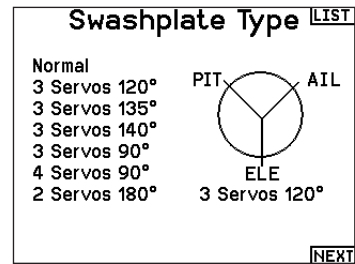 Swashplate Type
LIST
Normal
3 Servos 120°
3 Servos 135°
3 Servos 140°
3 Servos 90°
4 Servos 90°
2 Servos 180°
PIT
AIL
ELE
3 Servos 120°
NEXT